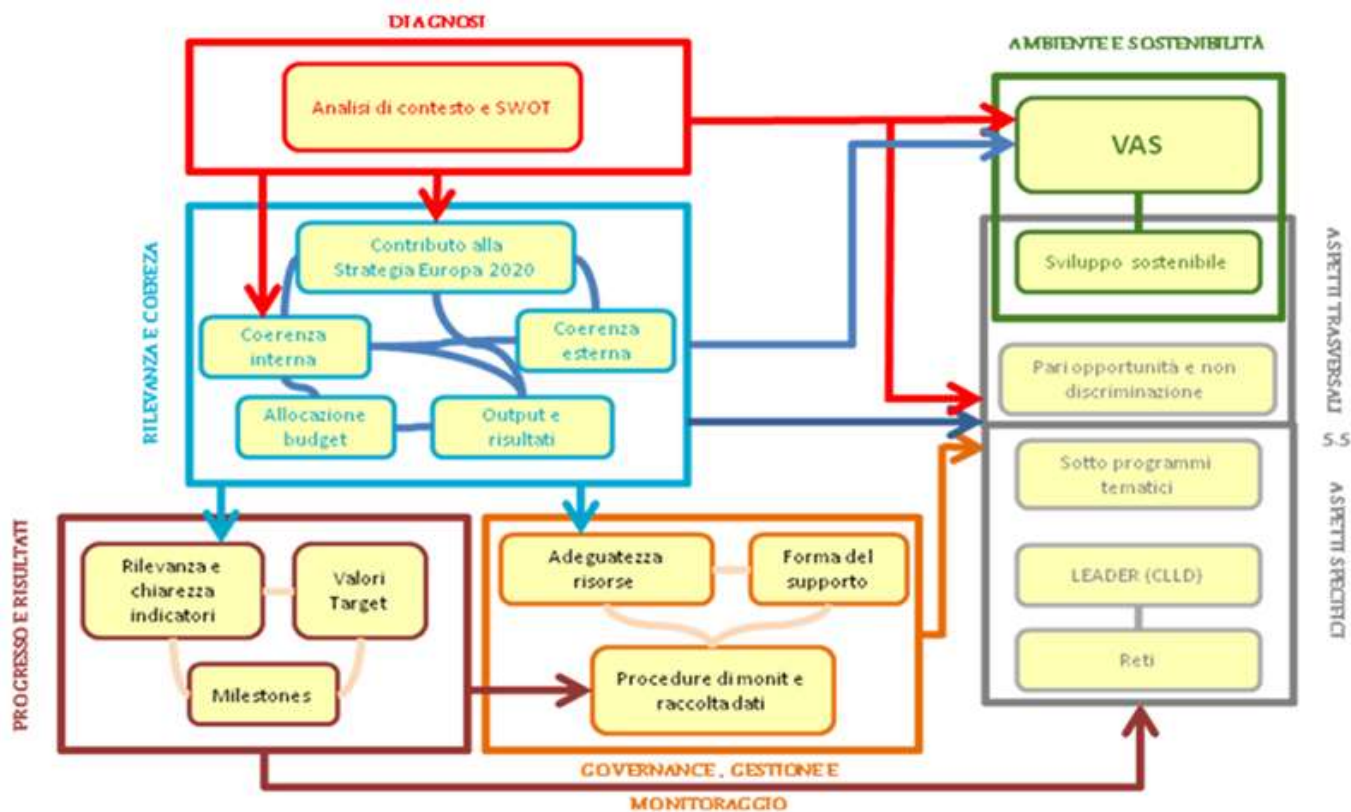 DIAGNOSI
AMBIENTE E SOSTENIBILITÀ
Analisi di contesto e SWOT
VAS
Sviluppo sostenibile
RILEVANZA E COEREZA
Contributo alla
Strategia Europa 2020
Coerenza
interna
Coerenza
esterna
Allocazione
budget
Output e
risultati
ASPETTI TRASVERSALI
Pari opportunità e non
discriminazione
5.5
ASPETTI SPECIFICI
Sotto programmi
tematici
LEADER (CLLD)
Reti
PROGRESSO E RISULTATI
Rilevanza e
chiarezza
indicatori
Valori
Target
Milestones
Adeguatezza
risorse
Forma del
supporto
Procedure di monit e
raccolta dati
GOVERNANCE, GESTIONE E
MONITORAGGIO